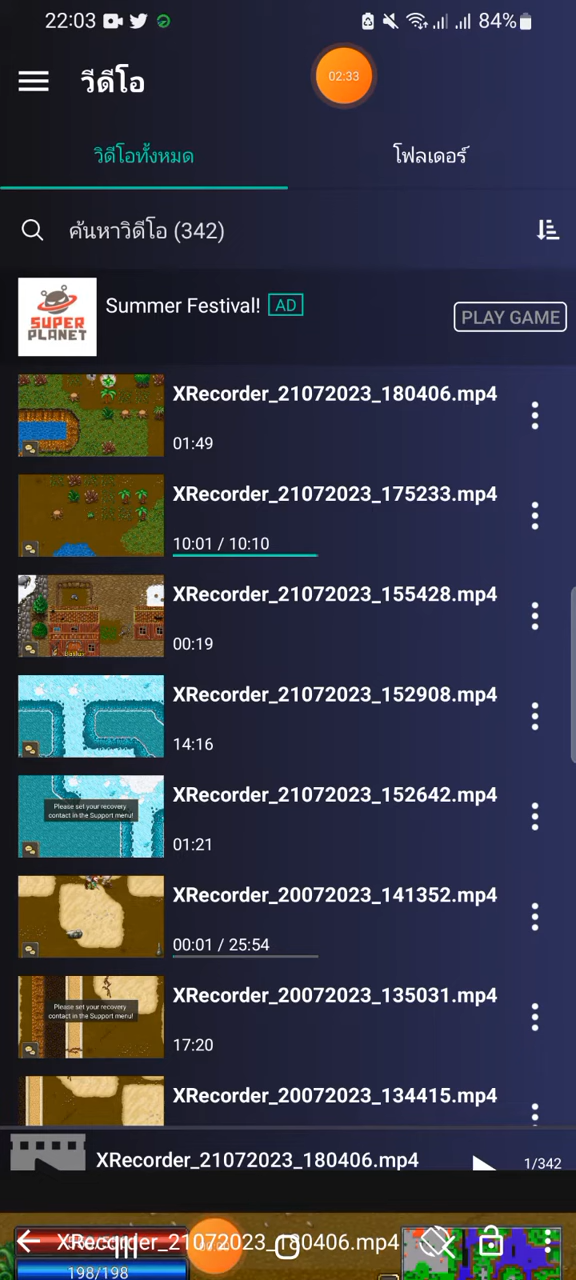 22:03
84%
02:33
วีดีโอ
วิดีโอทั้งหมด
โฟลเดอร์
ค้นหาวิดีโอ (342)
SUPER
PLANET
Summer Festival! AD
PLAY GAME
XRecorder_21072023_180406.mp4
01:49
XRecorder_21072023_175233.mp4
10:01 / 10:10
XRecorder_21072023_155428.mp4
00:19
XRecorder_21072023_152908.mp4
14:16
Please set your recovery
contact in the Support menu!
XRecorder_21072023_152642.mp4
01:21
XRecorder_20072023_141352.mp4
00:01 / 25:54
Please set your recovery
contact in the Support menu!
XRecorder_20072023_135031.mp4
17:20
XRecorder_20072023_134415.mp4
XRecorder_21072023_180406.mp4
1/342
XRecorder_21072023_180406.mp4
198/198